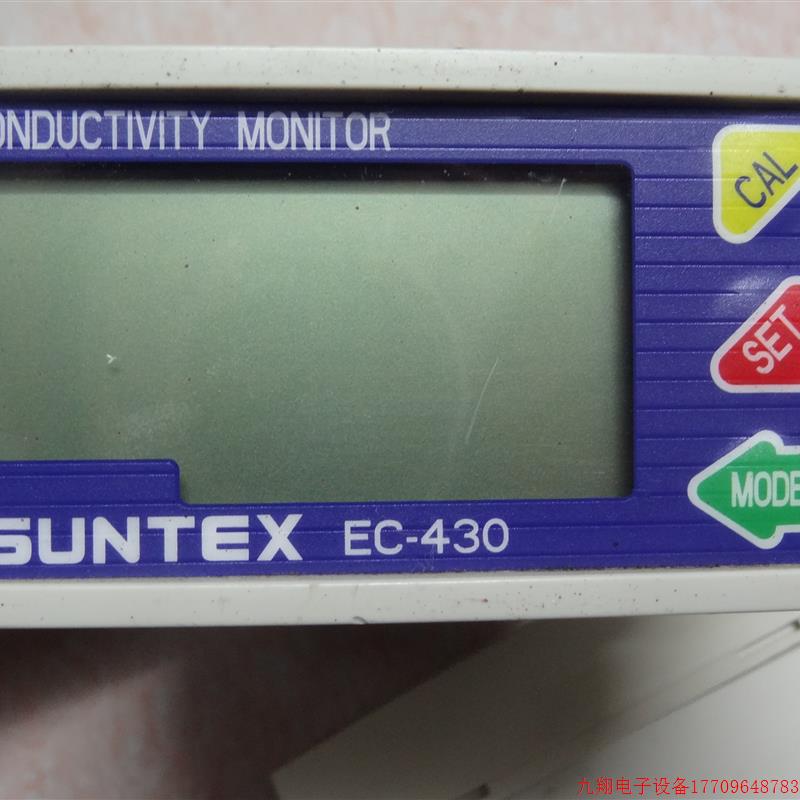 ONDUCTIVITY MONITOR
CAL
SET
MODE
SUNTEX EC-430
九翔电子设备17709648783